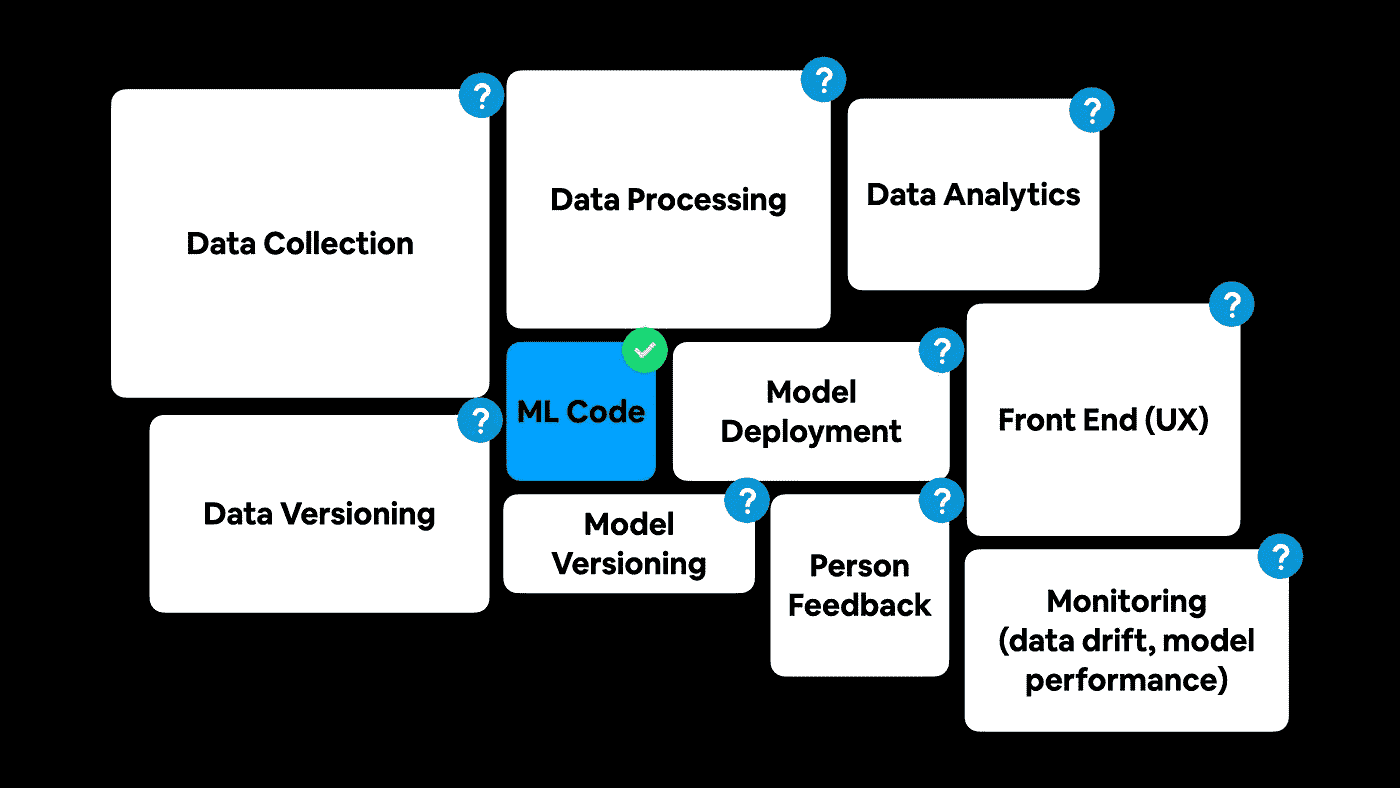 ?
?
?
Data Collection
Data Processing
Data Analytics
?
?
ML Code
Model
Deployment
Front End (UX)
?
Data Versioning
?
Model
Versioning
?
Person
Feedback
?
Monitoring
(data drift, model
performance)